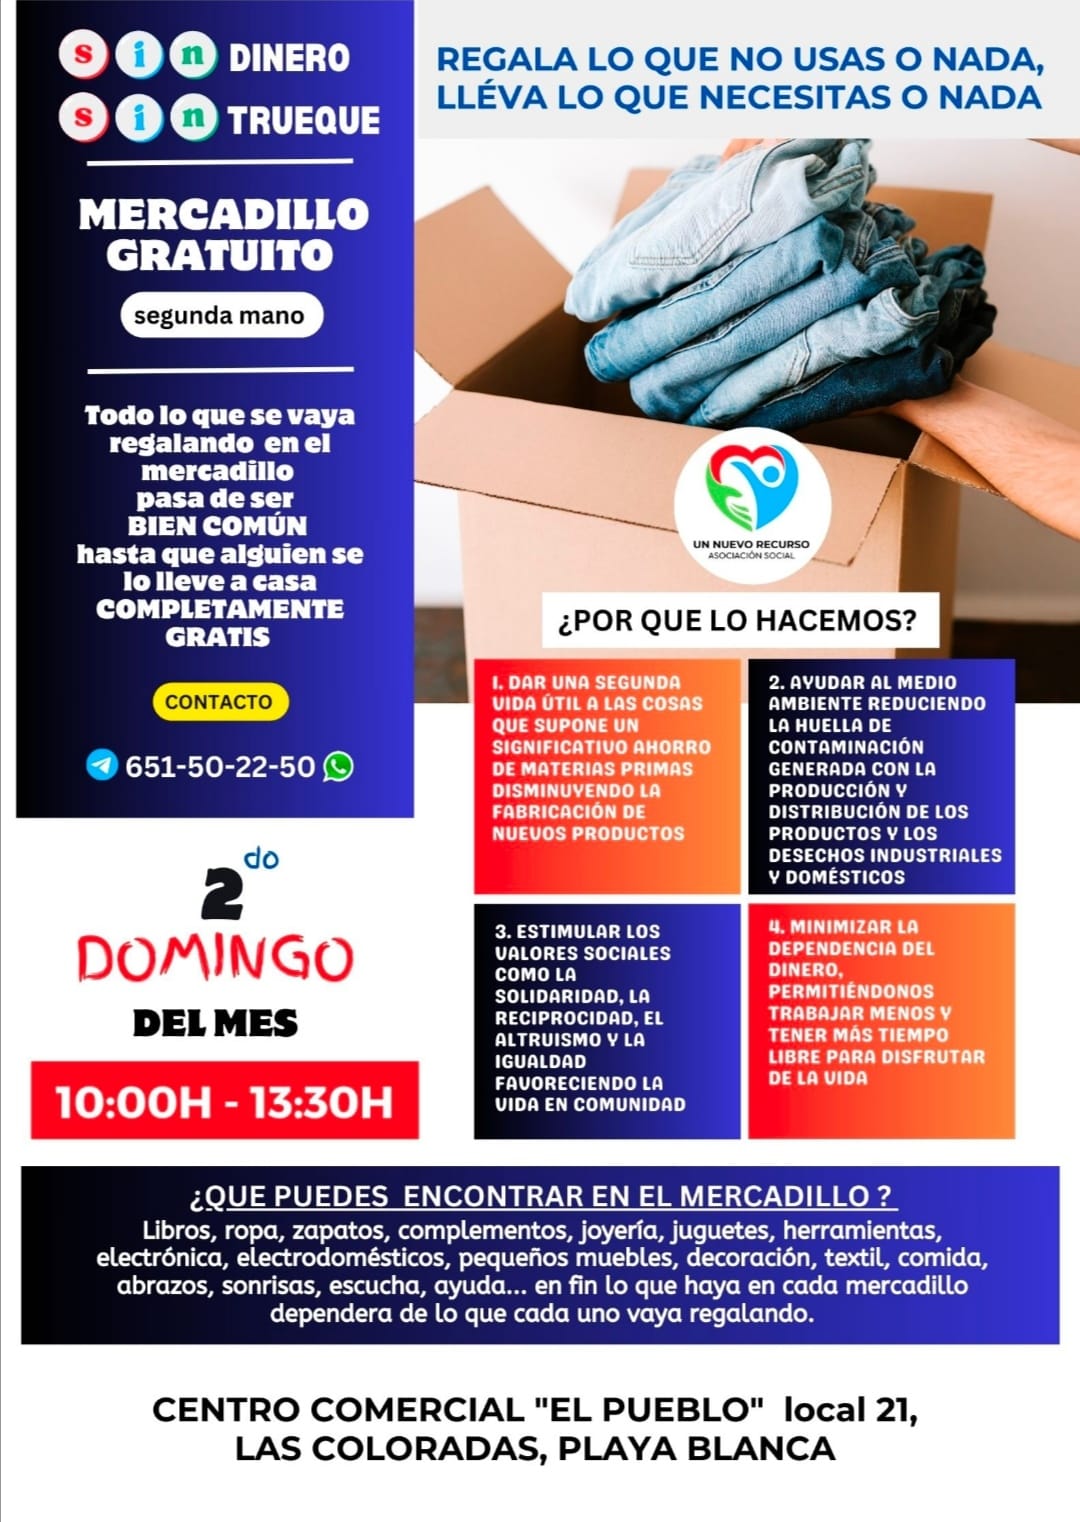 sin DINERO
sin TRUEQUE
MERCADILLO
GRATUITO
segunda mano
Todo lo que se vaya
regalando en el
mercadillo
pasa de ser
BIEN COMÚN
hasta que alguien se
lo lleve a casa
COMPLETAMENTE
GRATIS
CONTACTO
651-50-22-50
2do
DOMINGO
DEL MES
10:00H - 13:30H
REGALA LO QUE NO USAS O NADA,
LLÉVA LO QUE NECESITAS O NADA
UN NUEVO RECURSO
ASOCIACIÓN SOCIAL
¿POR QUE LO HACEMOS?
1. DAR UNA SEGUNDA
VIDA ÚTIL A LAS COSAS
QUE SUPONE UN
SIGNIFICATIVO AHORRO
DE MATERIAS PRIMAS
DISMINUYENDO LA
FABRICACIÓN DE
NUEVOS PRODUCTOS
2. AYUDAR AL MEDIO
AMBIENTE REDUCIENDO
LA HUELLA DE
CONTAMINACIÓN
GENERADA CON LA
PRODUCCIÓN Y
DISTRIBUCIÓN DE LOS
PRODUCTOS Y LOS
DESECHOS INDUSTRIALES
Y DOMÉSTICOS
3. ESTIMULAR LOS
VALORES SOCIALES
COMO LA
SOLIDARIDAD, LA
RECIPROCIDAD, EL
ALTRUISMO Y LA
IGUALDAD
FAVORECIENDO LA
VIDA EN COMUNIDAD
4. MINIMIZAR LA
DEPENDENCIA DEL
DINERO,
PERMITIÉNDONOS
TRABAJAR MENOS Y
TENER MÁS TIEMPO
LIBRE PARA DISFRUTAR
DE LA VIDA
¿QUE PUEDES ENCONTRAR EN EL MERCADILLO ?
Libros, ropa, zapatos, complementos, joyería, juguetes, herramientas,
electrónica, electrodomésticos, pequeños muebles, decoración, textil, comida,
abrazos, sonrisas, escucha, ayuda... en fin lo que haya en cada mercadillo
dependera de lo que cada uno vaya regalando.
CENTRO COMERCIAL "EL PUEBLO" local 21,
LAS COLORADAS, PLAYA BLANCA